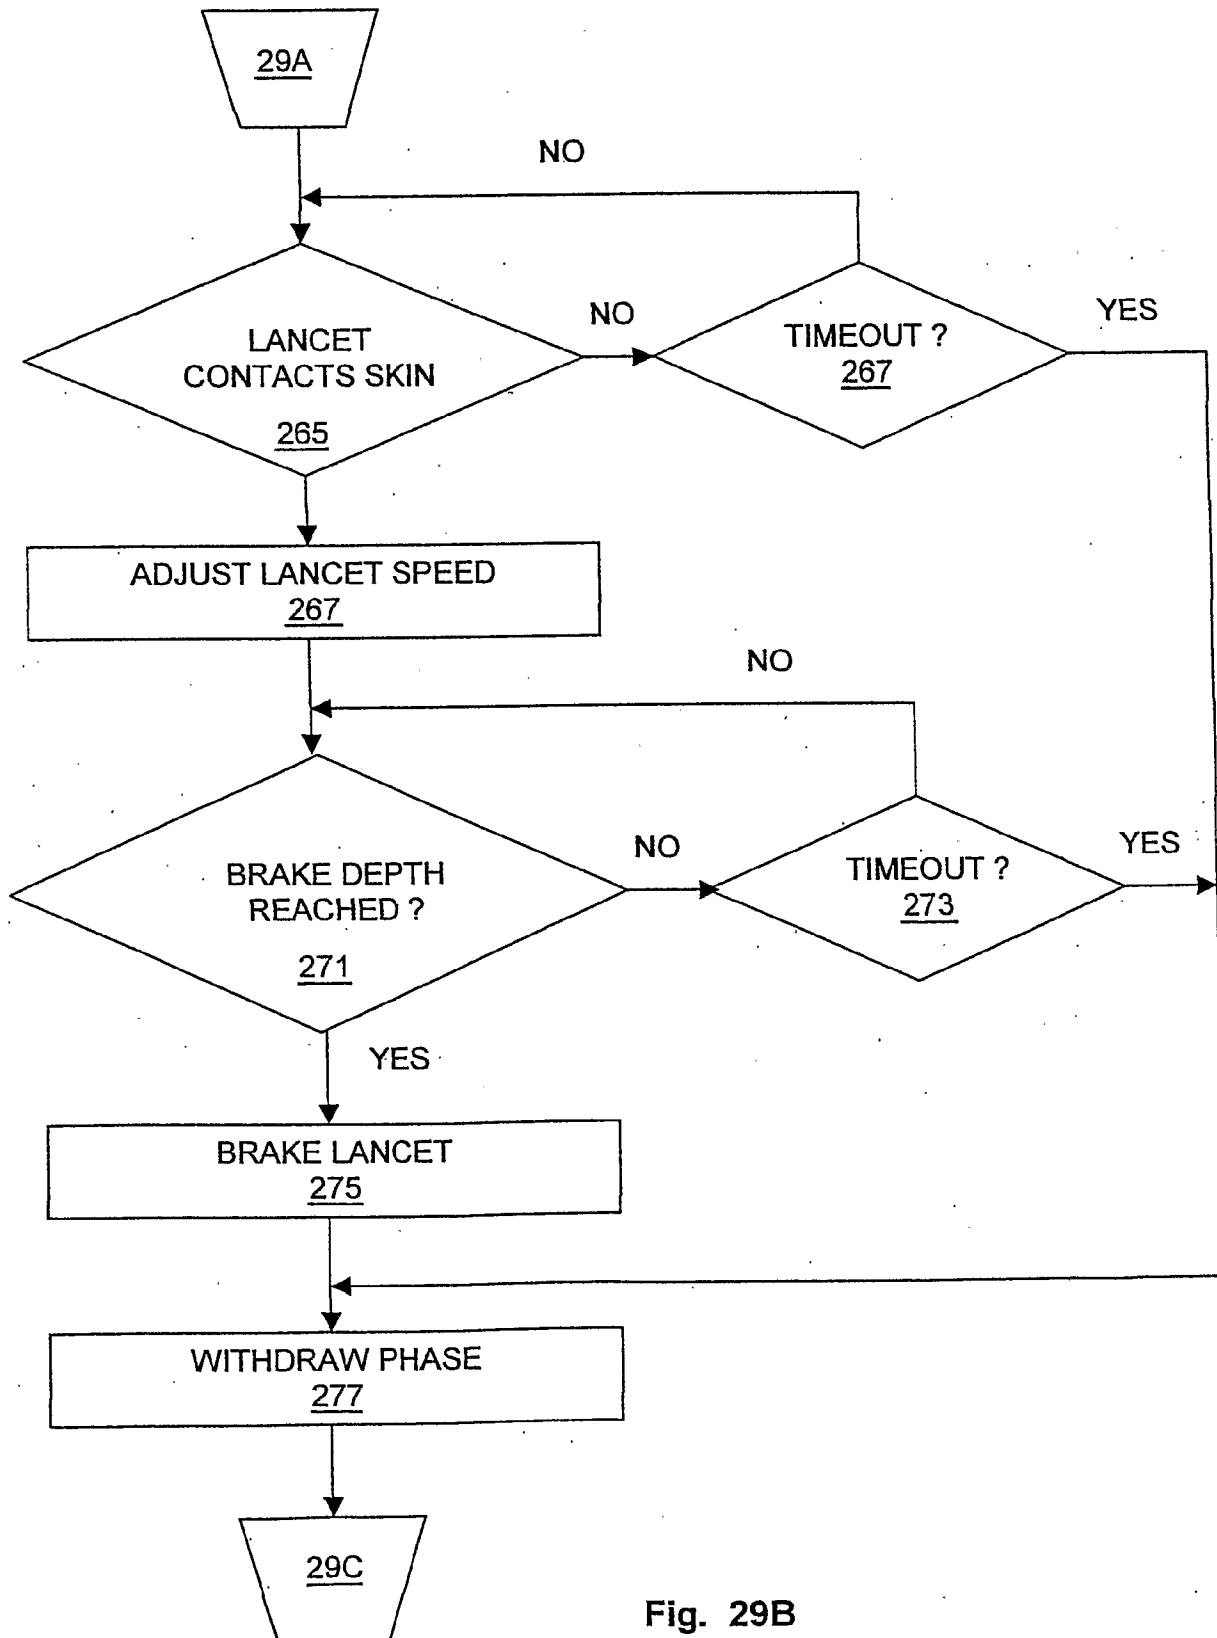 29A
NO
LANCET
CONTACTS SKIN
265
NO
TIMEOUT ?
267
YES
ADJUST LANCET SPEED
267
NO
BRAKE DEPTH
REACHED ?
271
NO
TIMEOUT ?
273
YES
YES
BRAKE LANCET
275
WITHDRAW PHASE
277
29C
Fig. 29B